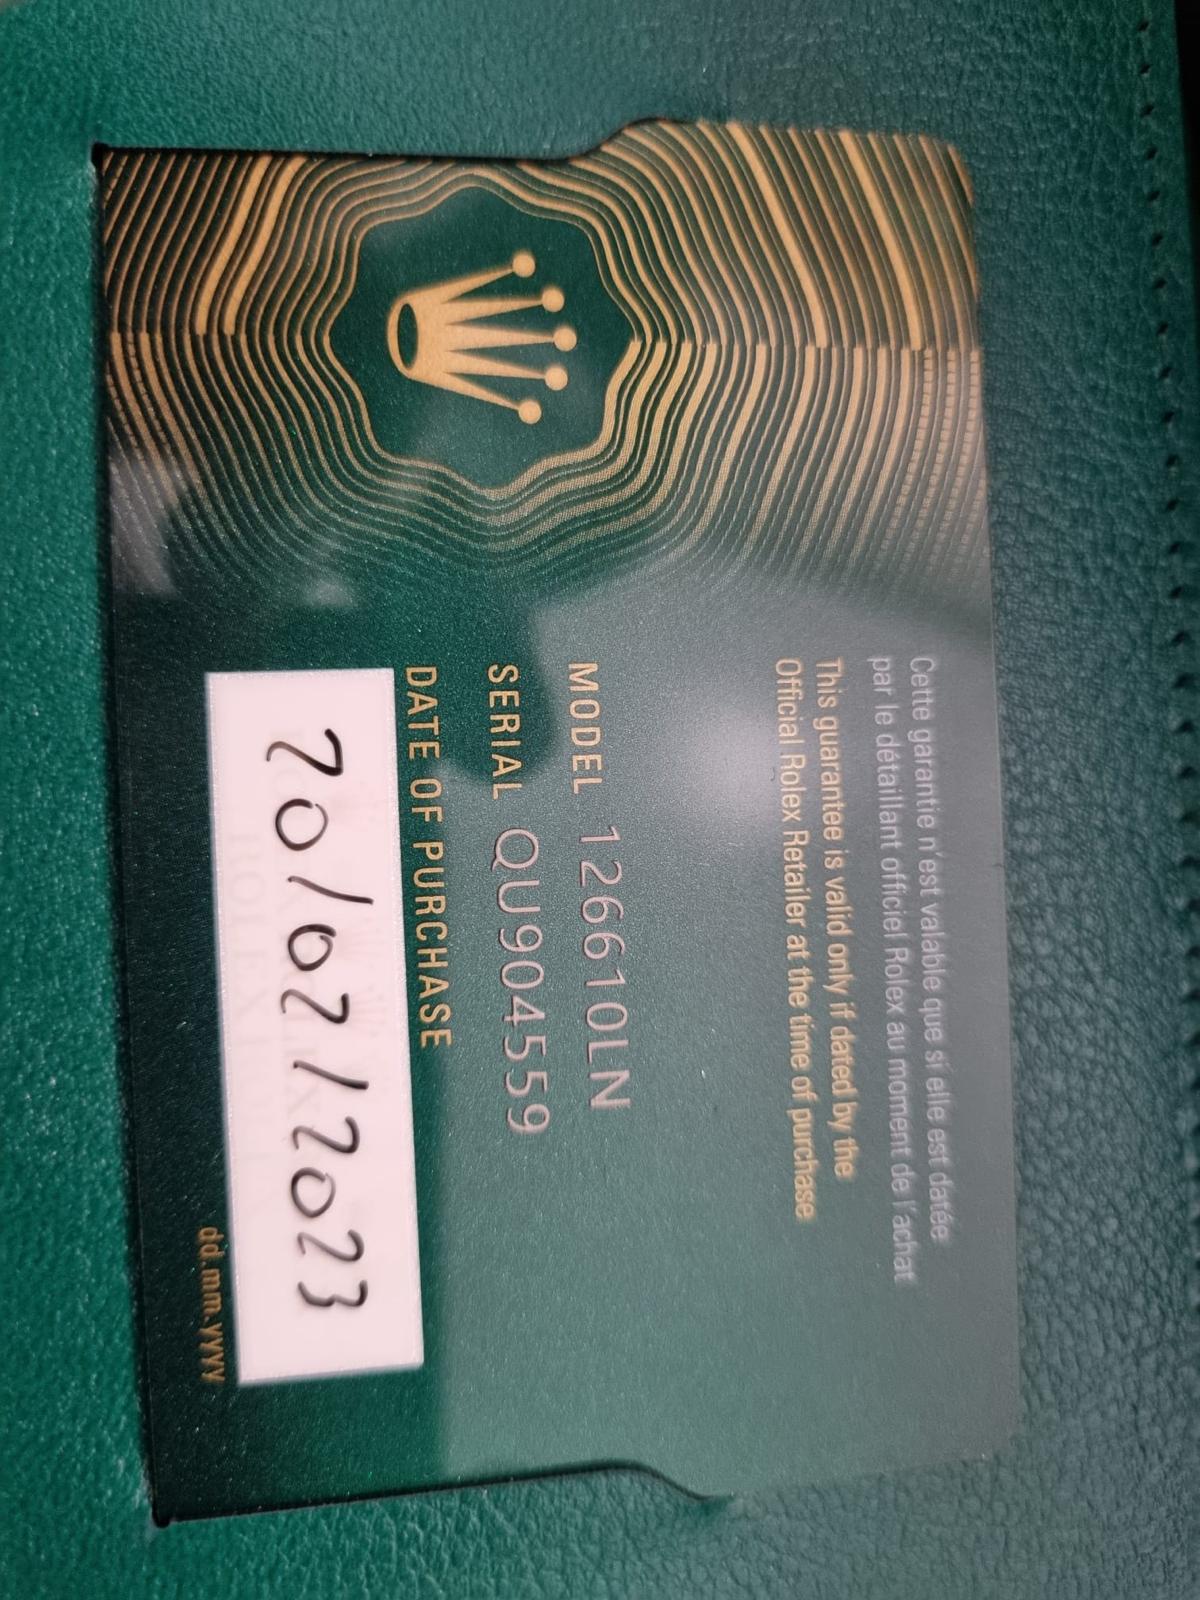 Cette garantie n'est valable que si elle est datée
par le détaillant officiel Rolex au moment de l'achat
This guarantee is valid only if dated by the
Official Rolex Retailer at the time of purchase
MODEL 126610LN
SERIAL QU904559
DATE OF PURCHASE
20/02/2023
dd.mm.yyyy